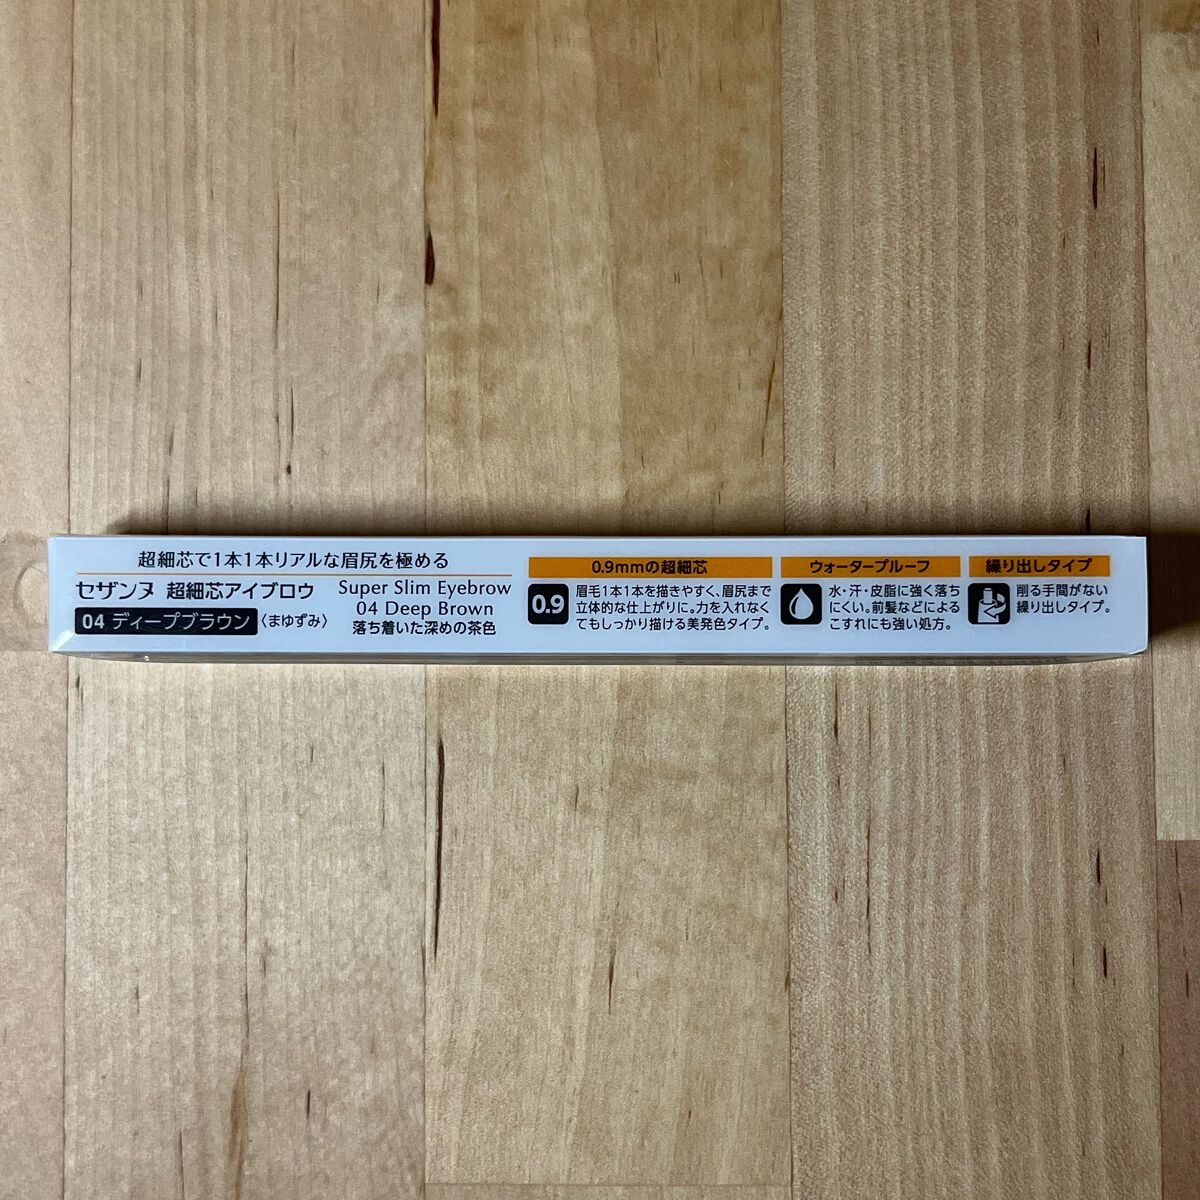 超細芯で1本1本リアルな眉尻を極める
セザンヌ 超細芯アイブロウ
04 ディープブラウン 〈まゆずみ〉
Super Slim Eyebrow
04 Deep Brown
落ち着いた深めの茶色
0.9mmの超細芯
0.9
眉毛1本1本を描きやすく、眉尻まで
立体的な仕上がりに。力を入れなく
てもしっかり描ける美発色タイプ。
ウォータープルーフ
水・汗・皮脂に強く落ち
にくい。前髪などによる
こすれにも強い処方。
繰り出しタイプ
削る手間がない
繰り出しタイプ。